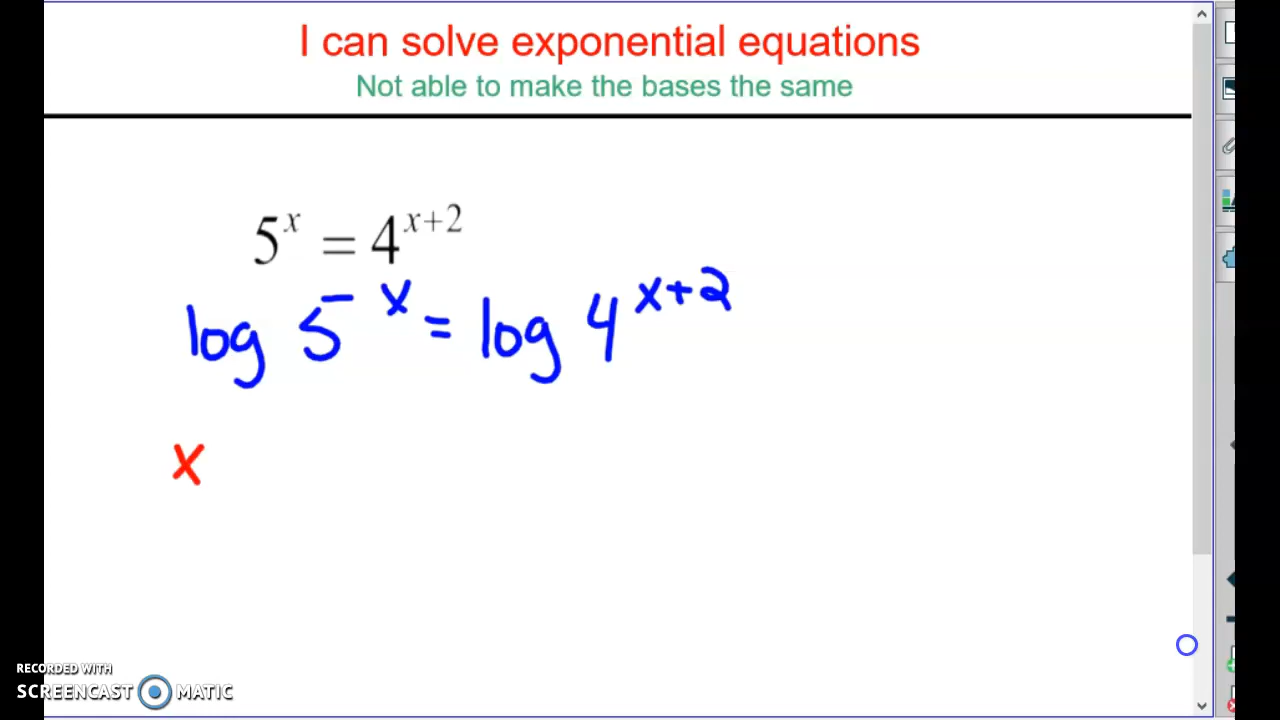 I can solve exponential equations
Not able to make the bases the same
5^x = 4^{x+2}
log 5^x = log 4^{x+2}
x
RECORDED WITH
SCREENCAST MATIC